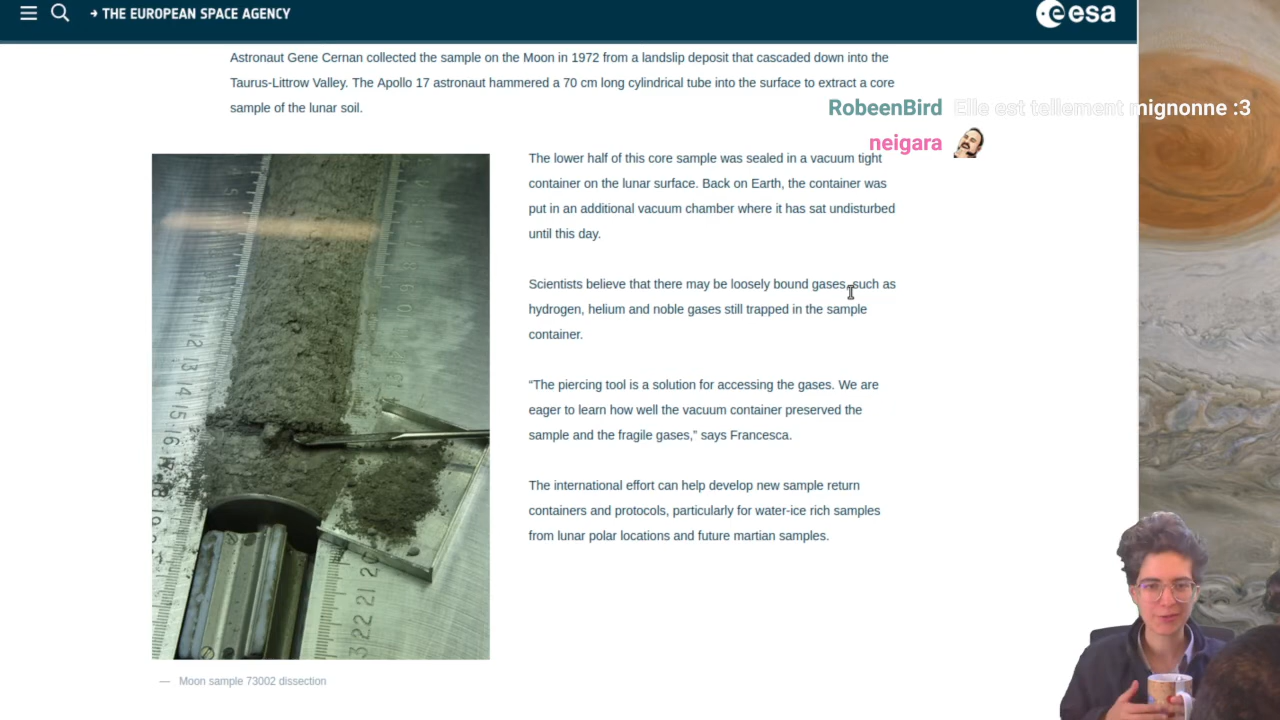 → THE EUROPEAN SPACE AGENCY
esa
Astronaut Gene Cernan collected the sample on the Moon in 1972 from a landslip deposit that cascaded down into the
Taurus-Littrow Valley. The Apollo 17 astronaut hammered a 70 cm long cylindrical tube into the surface to extract a core
sample of the lunar soil.
RobeenBird Elle est tellement mignonne :3
neigara
The lower half of this core sample was sealed in a vacuum tight
container on the lunar surface. Back on Earth, the container was
put in an additional vacuum chamber where it has sat undisturbed
until this day.
Scientists believe that there may be loosely bound gases, such as
hydrogen, helium and noble gases still trapped in the sample
container.
“The piercing tool is a solution for accessing the gases. We are
eager to learn how well the vacuum container preserved the
sample and the fragile gases,” says Francesca.
The international effort can help develop new sample return
containers and protocols, particularly for water-ice rich samples
from lunar polar locations and future martian samples.
12
13
14
15
16
20
21
22
— Moon sample 73002 dissection